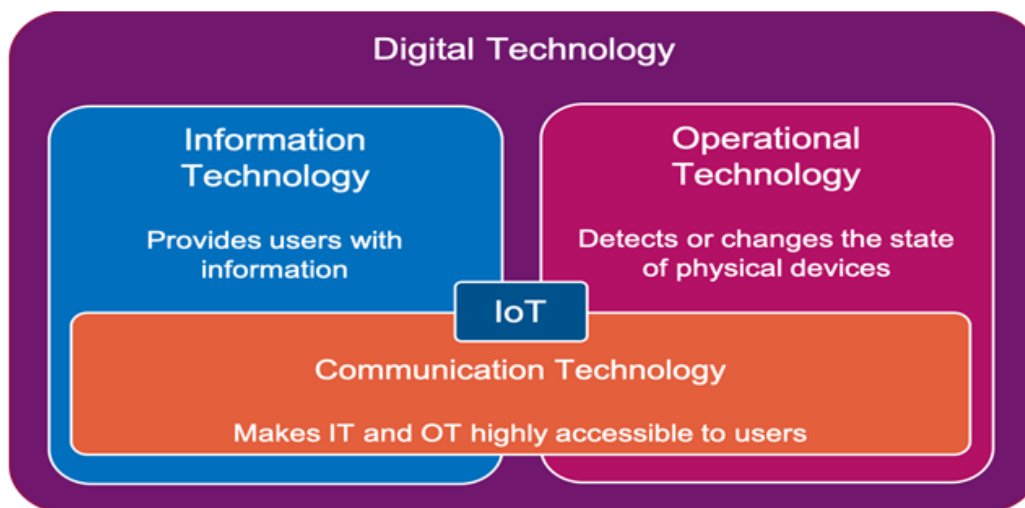 Digital Technology
Information
Technology
Provides users with
information
Operational
Technology
Detects or changes the state
of physical devices
IoT
Communication Technology
Makes IT and OT highly accessible to users